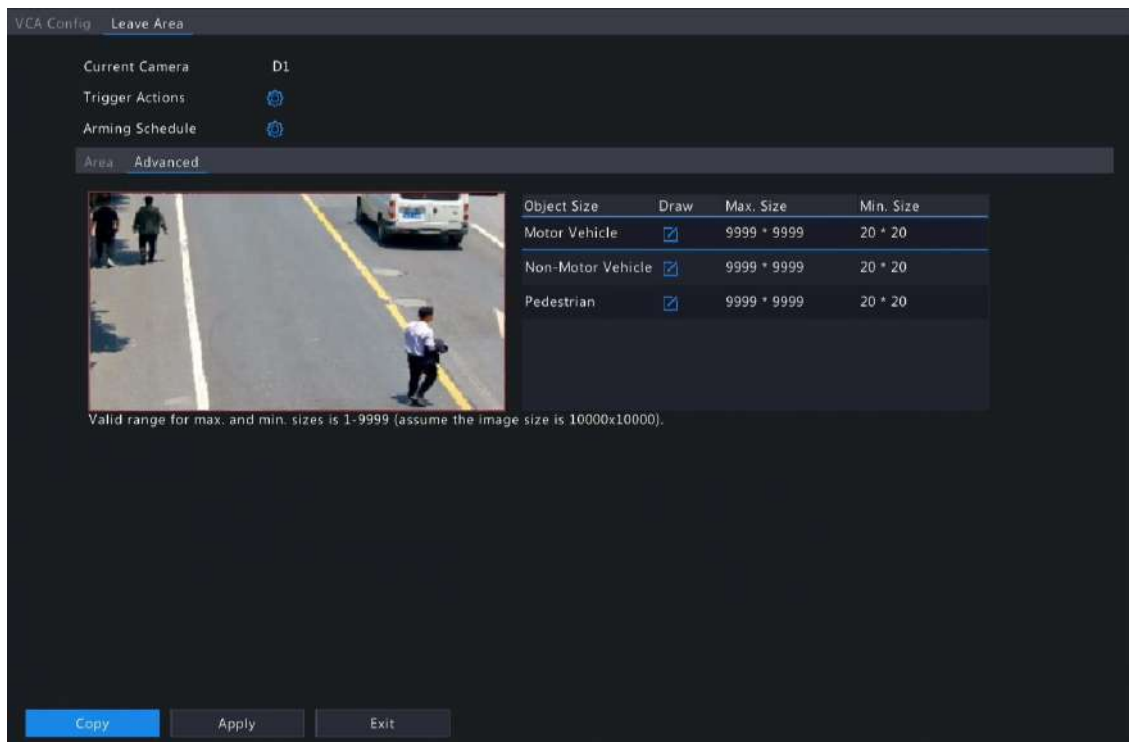 VCA Config Leave Area
Current Camera D1
Trigger Actions
Arming Schedule
Area Advanced
Object Size Draw Max. Size Min. Size
Motor Vehicle 9999 * 9999 20 * 20
Non-Motor Vehicle 9999 * 9999 20 * 20
Pedestrian 9999 * 9999 20 * 20
Valid range for max. and min. sizes is 1-9999 (assume the image size is 10000x10000).
Copy Apply Exit